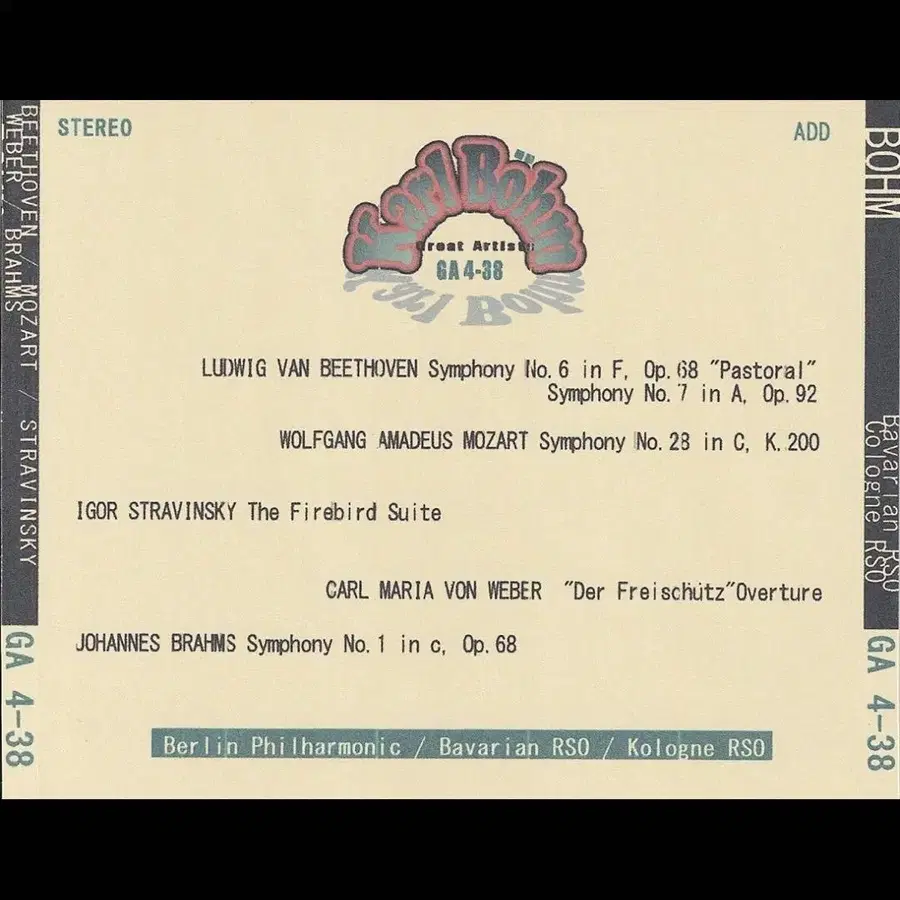 STEREO
ADD
Karl Böhm
Great Artists
GA 4-38
Karl Böhm
LUDWIG VAN BEETHOVEN Symphony No.6 in F, Op.68 "Pastoral"
Symphony No.7 in A, Op.92
WOLFGANG AMADEUS MOZART Symphony No.28 in C, K.200
IGOR STRAVINSKY The Firebird Suite
CARL MARIA VON WEBER "Der Freischütz"Overture
JOHANNES BRAHMS Symphony No.1 in c, Op.68
Berlin Philharmonic / Bavarian RSO / Kologne RSO
BEETHOVEN / MOZART / STRAVINSKY
WEBER / BRAHMS
GA 4-38
BÖHM
Bavarian RSO
Cologne RSO
GA 4-38